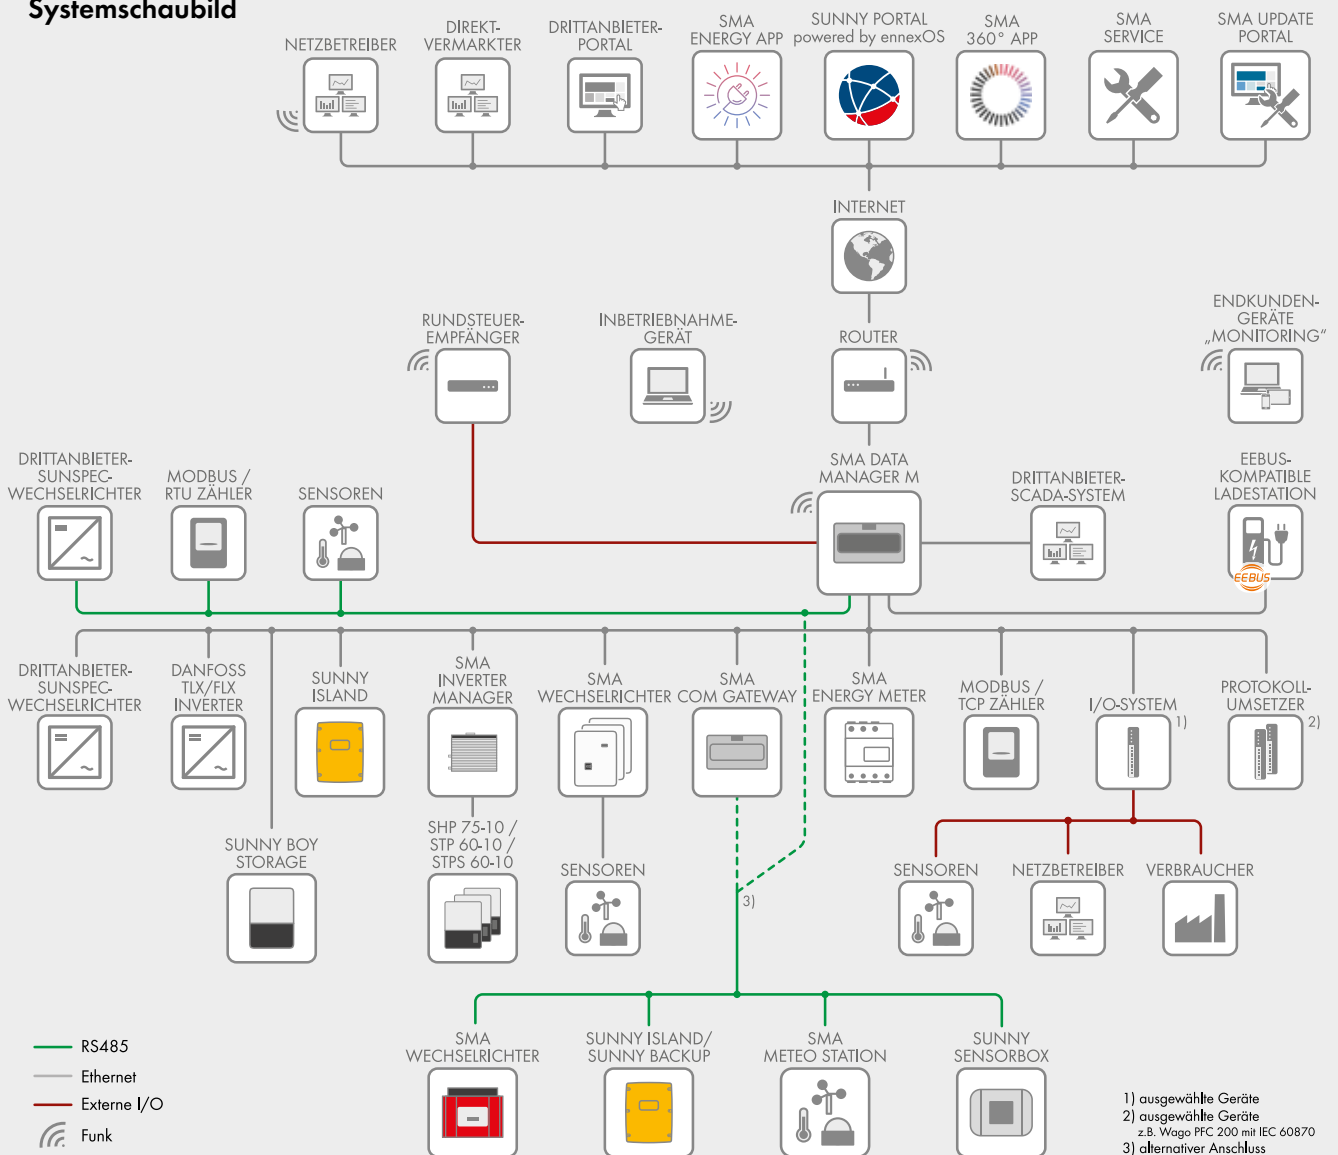 Systemschaubild
NETZBETREIBER
DIREKT-
VERMARKTER
DRITTANBIETER-
PORTAL
SMA
ENERGY APP
SUNNY PORTAL
powered by ennexOS
SMA
360° APP
SMA
SERVICE
SMA UPDATE
PORTAL
INTERNET
RUNDSTEUER-
EMPFÄNGER
INBETRIEBNAHME-
GERÄT
ROUTER
ENDKUNDEN-
GERÄTE
„MONITORING“
DRITTANBIETER-
SUNSPEC-
WECHSELRICHTER
MODBUS /
RTU ZÄHLER
SENSOREN
SMA DATA
MANAGER M
DRITTANBIETER-
SCADA-SYSTEM
EEBUS-
KOMPATIBLE
LADESTATION
EEBUS
DRITTANBIETER-
SUNSPEC-
WECHSELRICHTER
DANFOSS
TLX/FLX
INVERTER
SUNNY
ISLAND
SMA
INVERTER
MANAGER
SMA
WECHSELRICHTER
SMA
COM GATEWAY
SMA
ENERGY METER
MODBUS /
TCP ZÄHLER
I/O-SYSTEM
1)
PROTOKOLL-
UMSETZER
2)
SUNNY BOY
STORAGE
SHP 75-10 /
STP 60-10 /
STPS 60-10
SENSOREN
3)
SENSOREN
NETZBETREIBER
VERBRAUCHER
SMA
WECHSELRICHTER
SUNNY ISLAND/
SUNNY BACKUP
SMA
METEO STATION
SUNNY
SENSORBOX
RS485
Ethernet
Externe I/O
Funk
1) ausgewählte Geräte
2) ausgewählte Geräte
z.B. Wago PFC 200 mit IEC 60870
3) alternativer Anschluss